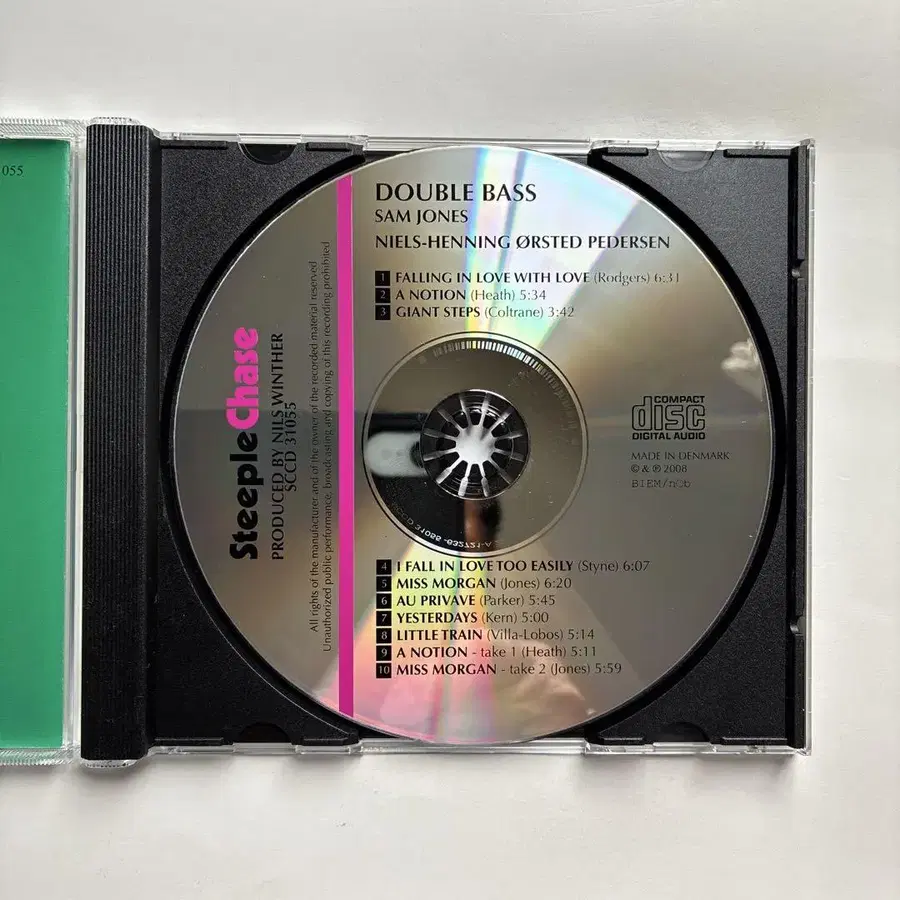 055
DOUBLE BASS
SAM JONES
NIELS-HENNING ØRSTED PEDERSEN
1 FALLING IN LOVE WITH LOVE (Rodgers) 6:31
2 A NOTION (Heath) 5:34
3 GIANT STEPS (Coltrane) 3:42
SteepleChase
PRODUCED BY NILS WINTHER
SCCD 31055
All rights of the manufacturer and of the owner of the recorded material reserved
Unauthorized public performance, broadcasting and copying of this recording prohibited
COMPACT
disc
DIGITAL AUDIO
MADE IN DENMARK
© & ℗ 2008
BIEM/n©b
SCCD 31055
4 I FALL IN LOVE TOO EASILY (Styne) 6:07
5 MISS MORGAN (Jones) 6:20
6 AU PRIVAVE (Parker) 5:45
7 YESTERDAYS (Kern) 5:00
8 LITTLE TRAIN (Villa-Lobos) 5:14
9 A NOTION - take 1 (Heath) 5:11
10 MISS MORGAN - take 2 (Jones) 5:59